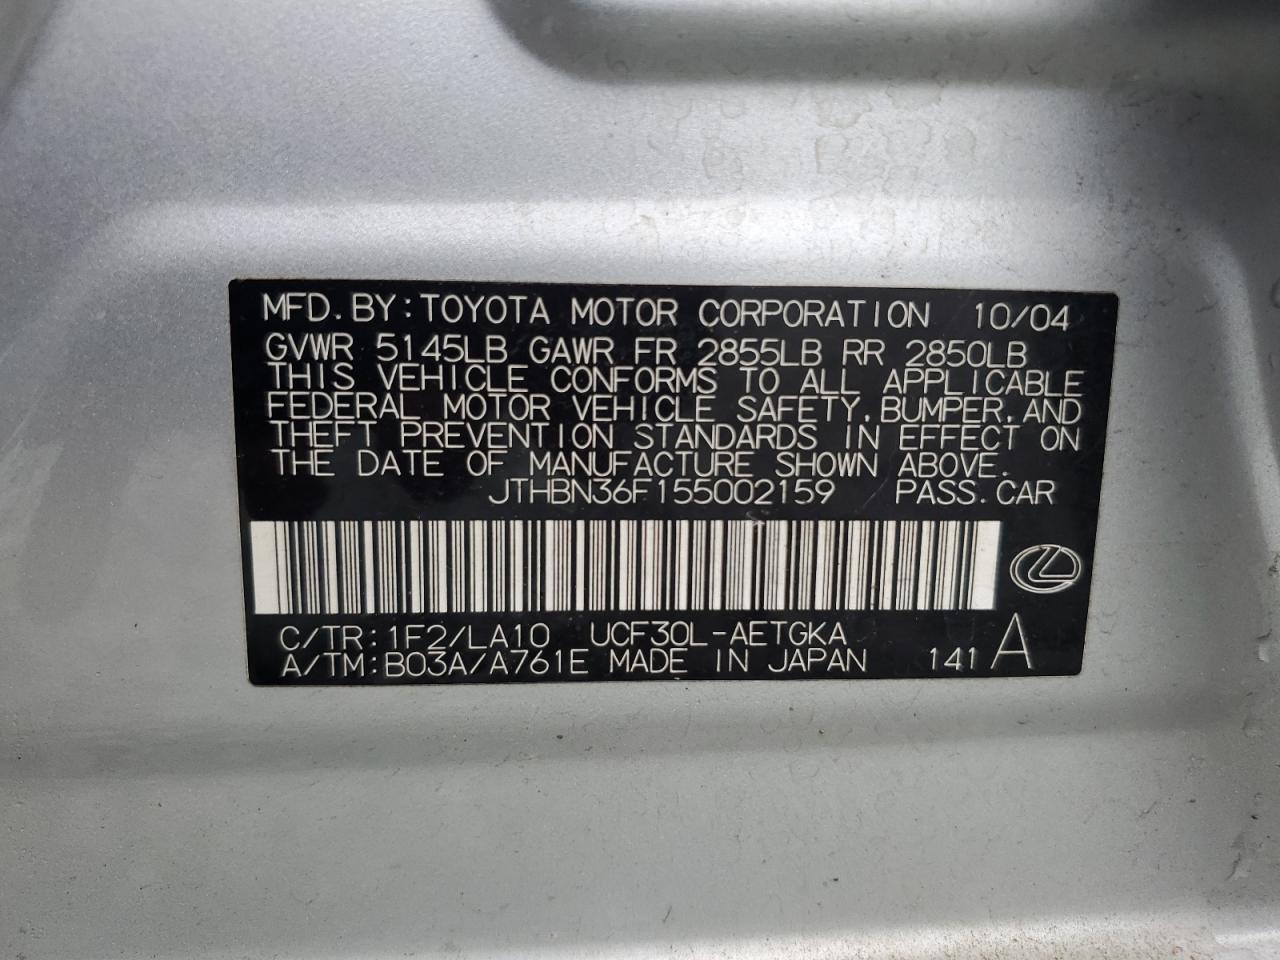 MFD. BY: TOYOTA MOTOR CORPORATION 10/04
GVWR 5145LB GAWR FR 2855LB RR 2850LB
THIS VEHICLE CONFORMS TO ALL APPLICABLE
FEDERAL MOTOR VEHICLE SAFETY, BUMPER, AND
THEFT PREVENTION STANDARDS IN EFFECT ON
THE DATE OF MANUFACTURE SHOWN ABOVE.
JTHBN36F155002159 PASS. CAR
C/TR: 1F2/LA10 UCF30L-AETGKA
A/TM: B03A/A761E MADE IN JAPAN 141 A